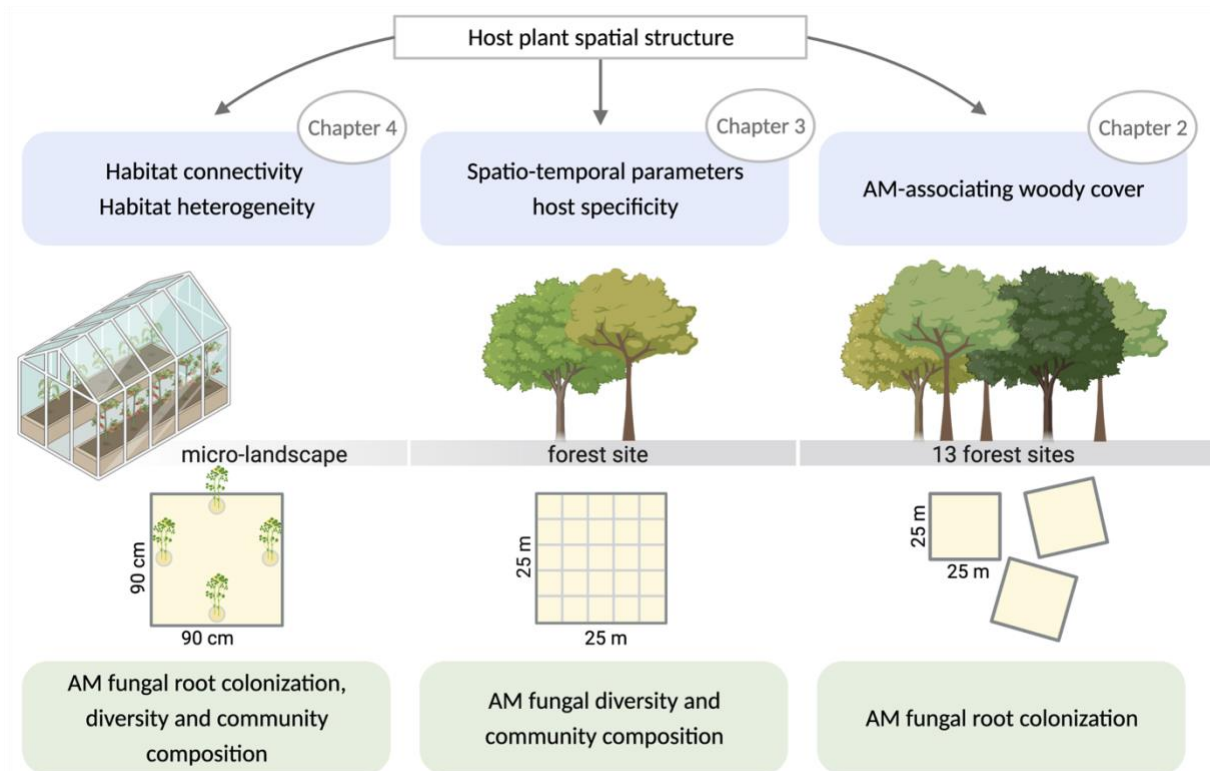 Host plant spatial structure
Chapter 4
Habitat connectivity
Habitat heterogeneity
Chapter 3
Spatio-temporal parameters
host specificity
Chapter 2
AM-associating woody cover
micro-landscape
forest site
13 forest sites
90 cm
90 cm
25 m
25 m
25 m
25 m
AM fungal root colonization,
diversity and community
composition
AM fungal diversity and
community composition
AM fungal root colonization